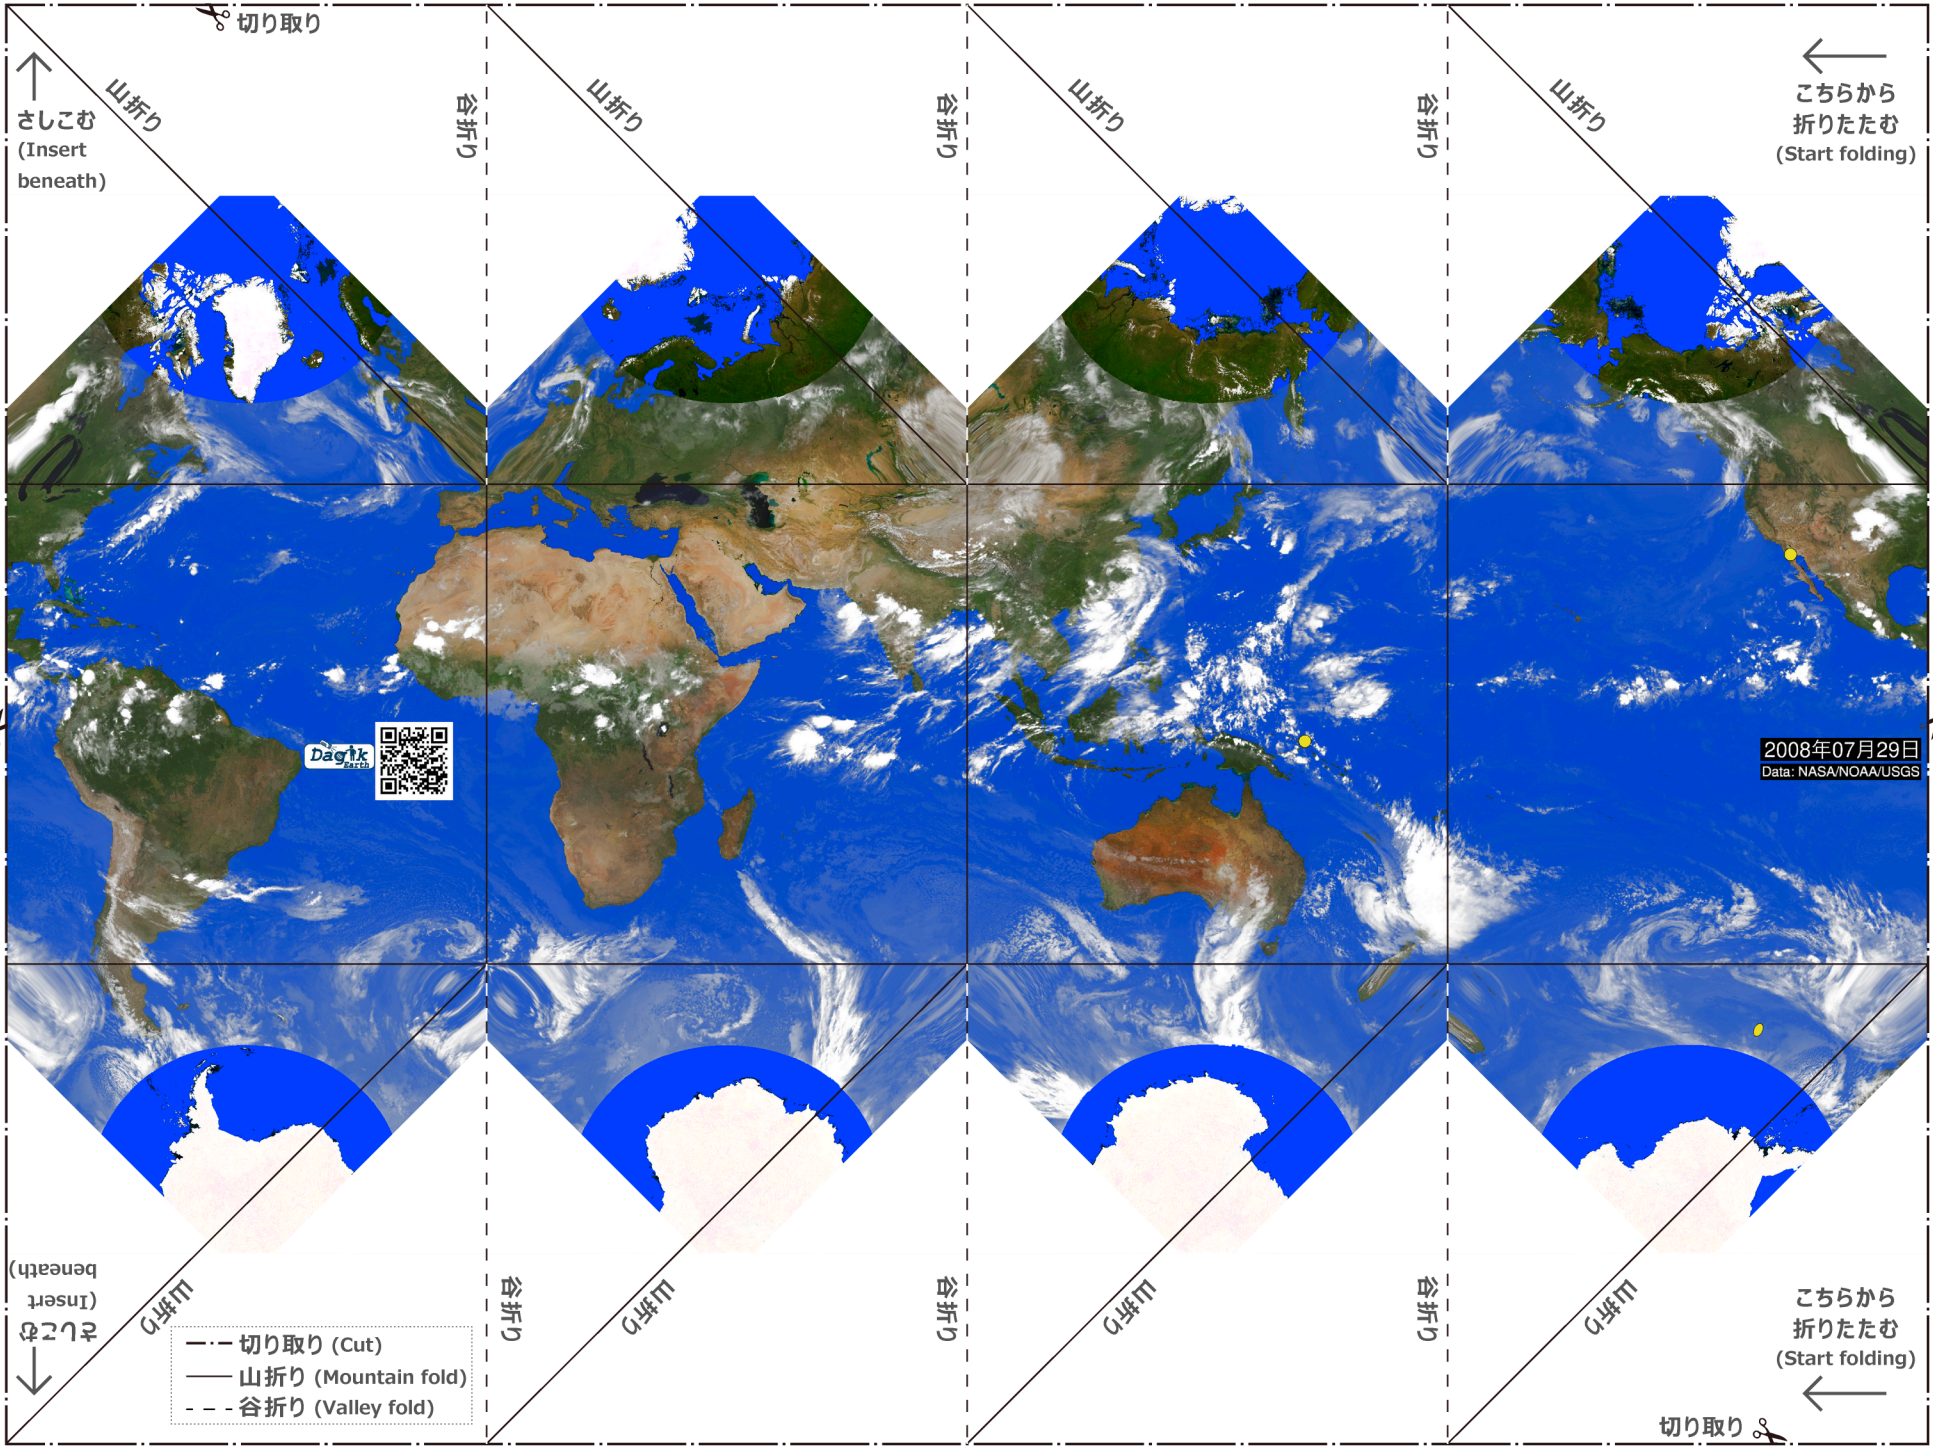 切り取り
山折り
谷折り
山折り
谷折り
山折り
谷折り
山折り
さしこむ
(Insert
beneath)
こちらから
折りたたむ
(Start folding)
Dagik
Earth
2008年07月29日
Data: NASA/NOAA/USGS
さしこむ
(Insert
beneath)
山折り
谷折り
山折り
谷折り
山折り
谷折り
山折り
こちらから
折りたたむ
(Start folding)
切り取り (Cut)
山折り (Mountain fold)
谷折り (Valley fold)
切り取り